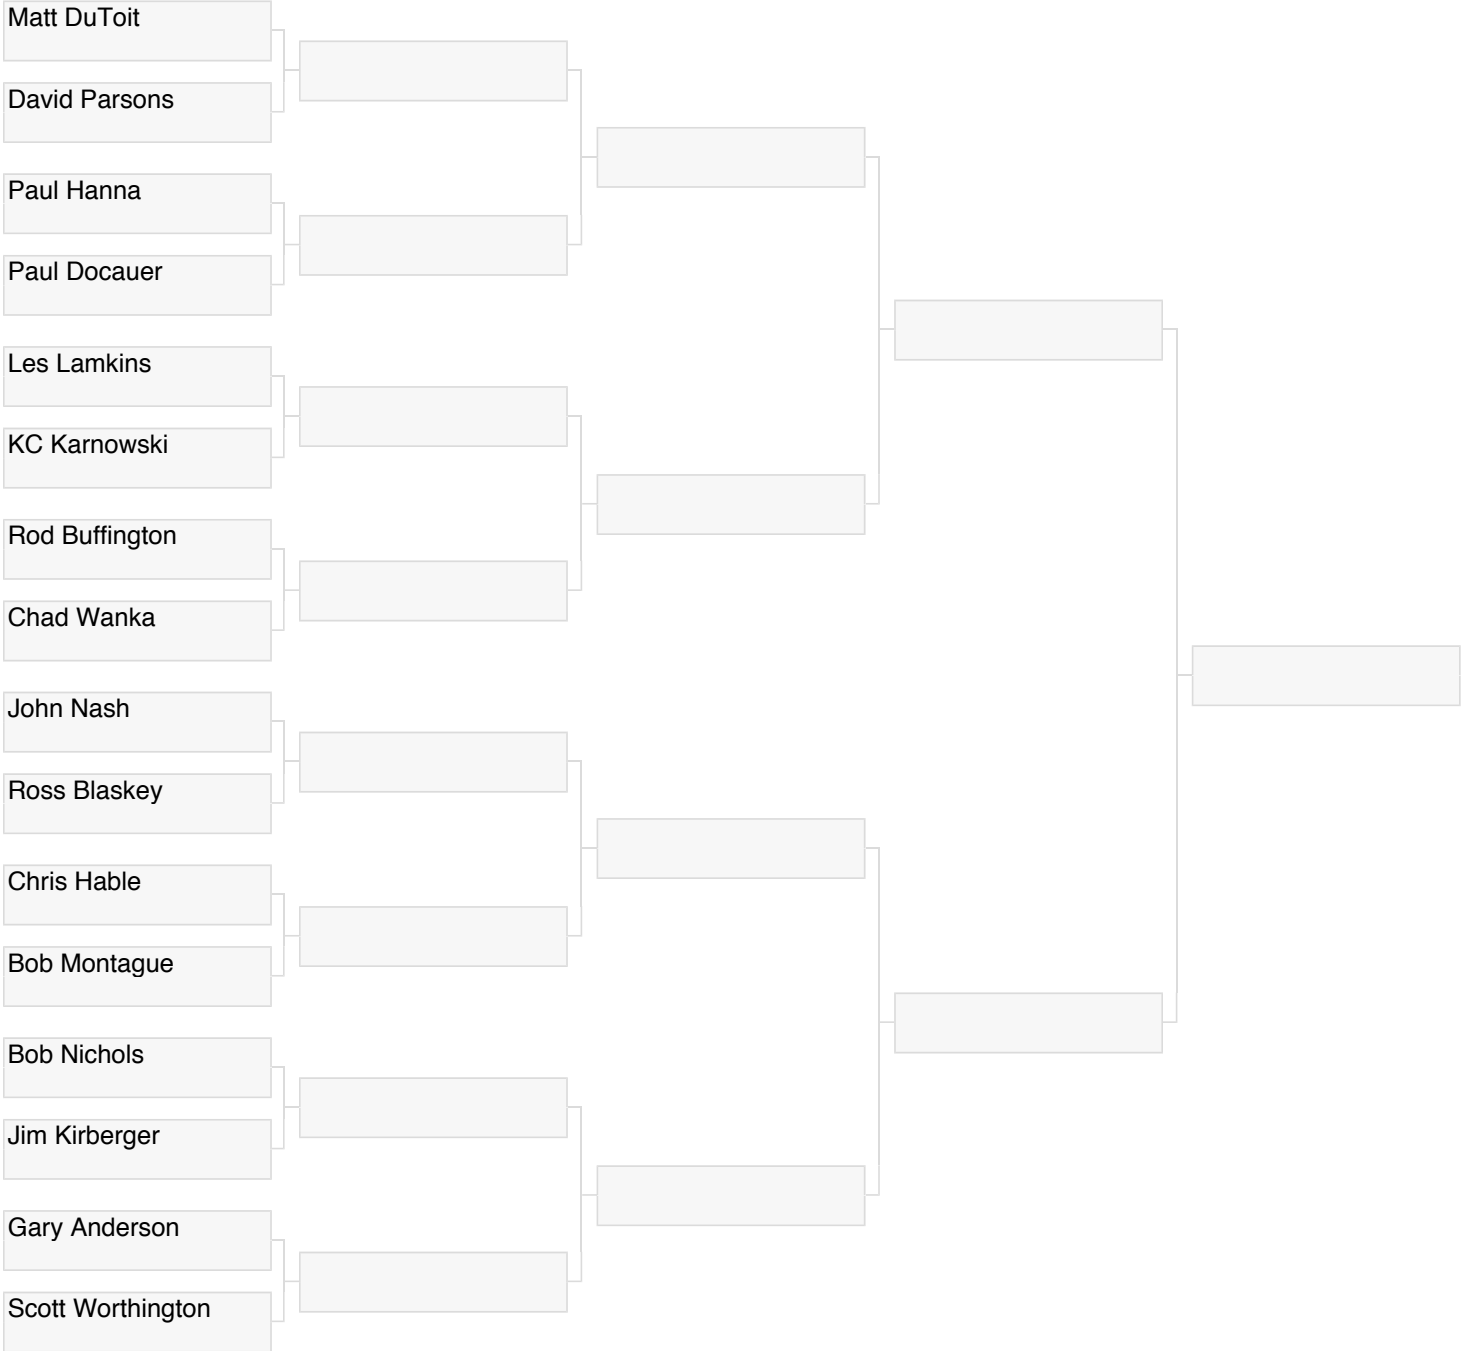 Matt DuToit
David Parsons
Paul Hanna
Paul Docauer
Les Lamkins
KC Karnowski
Rod Buffington
Chad Wanka
John Nash
Ross Blaskey
Chris Hable
Bob Montague
Bob Nichols
Jim Kirberger
Gary Anderson
Scott Worthington